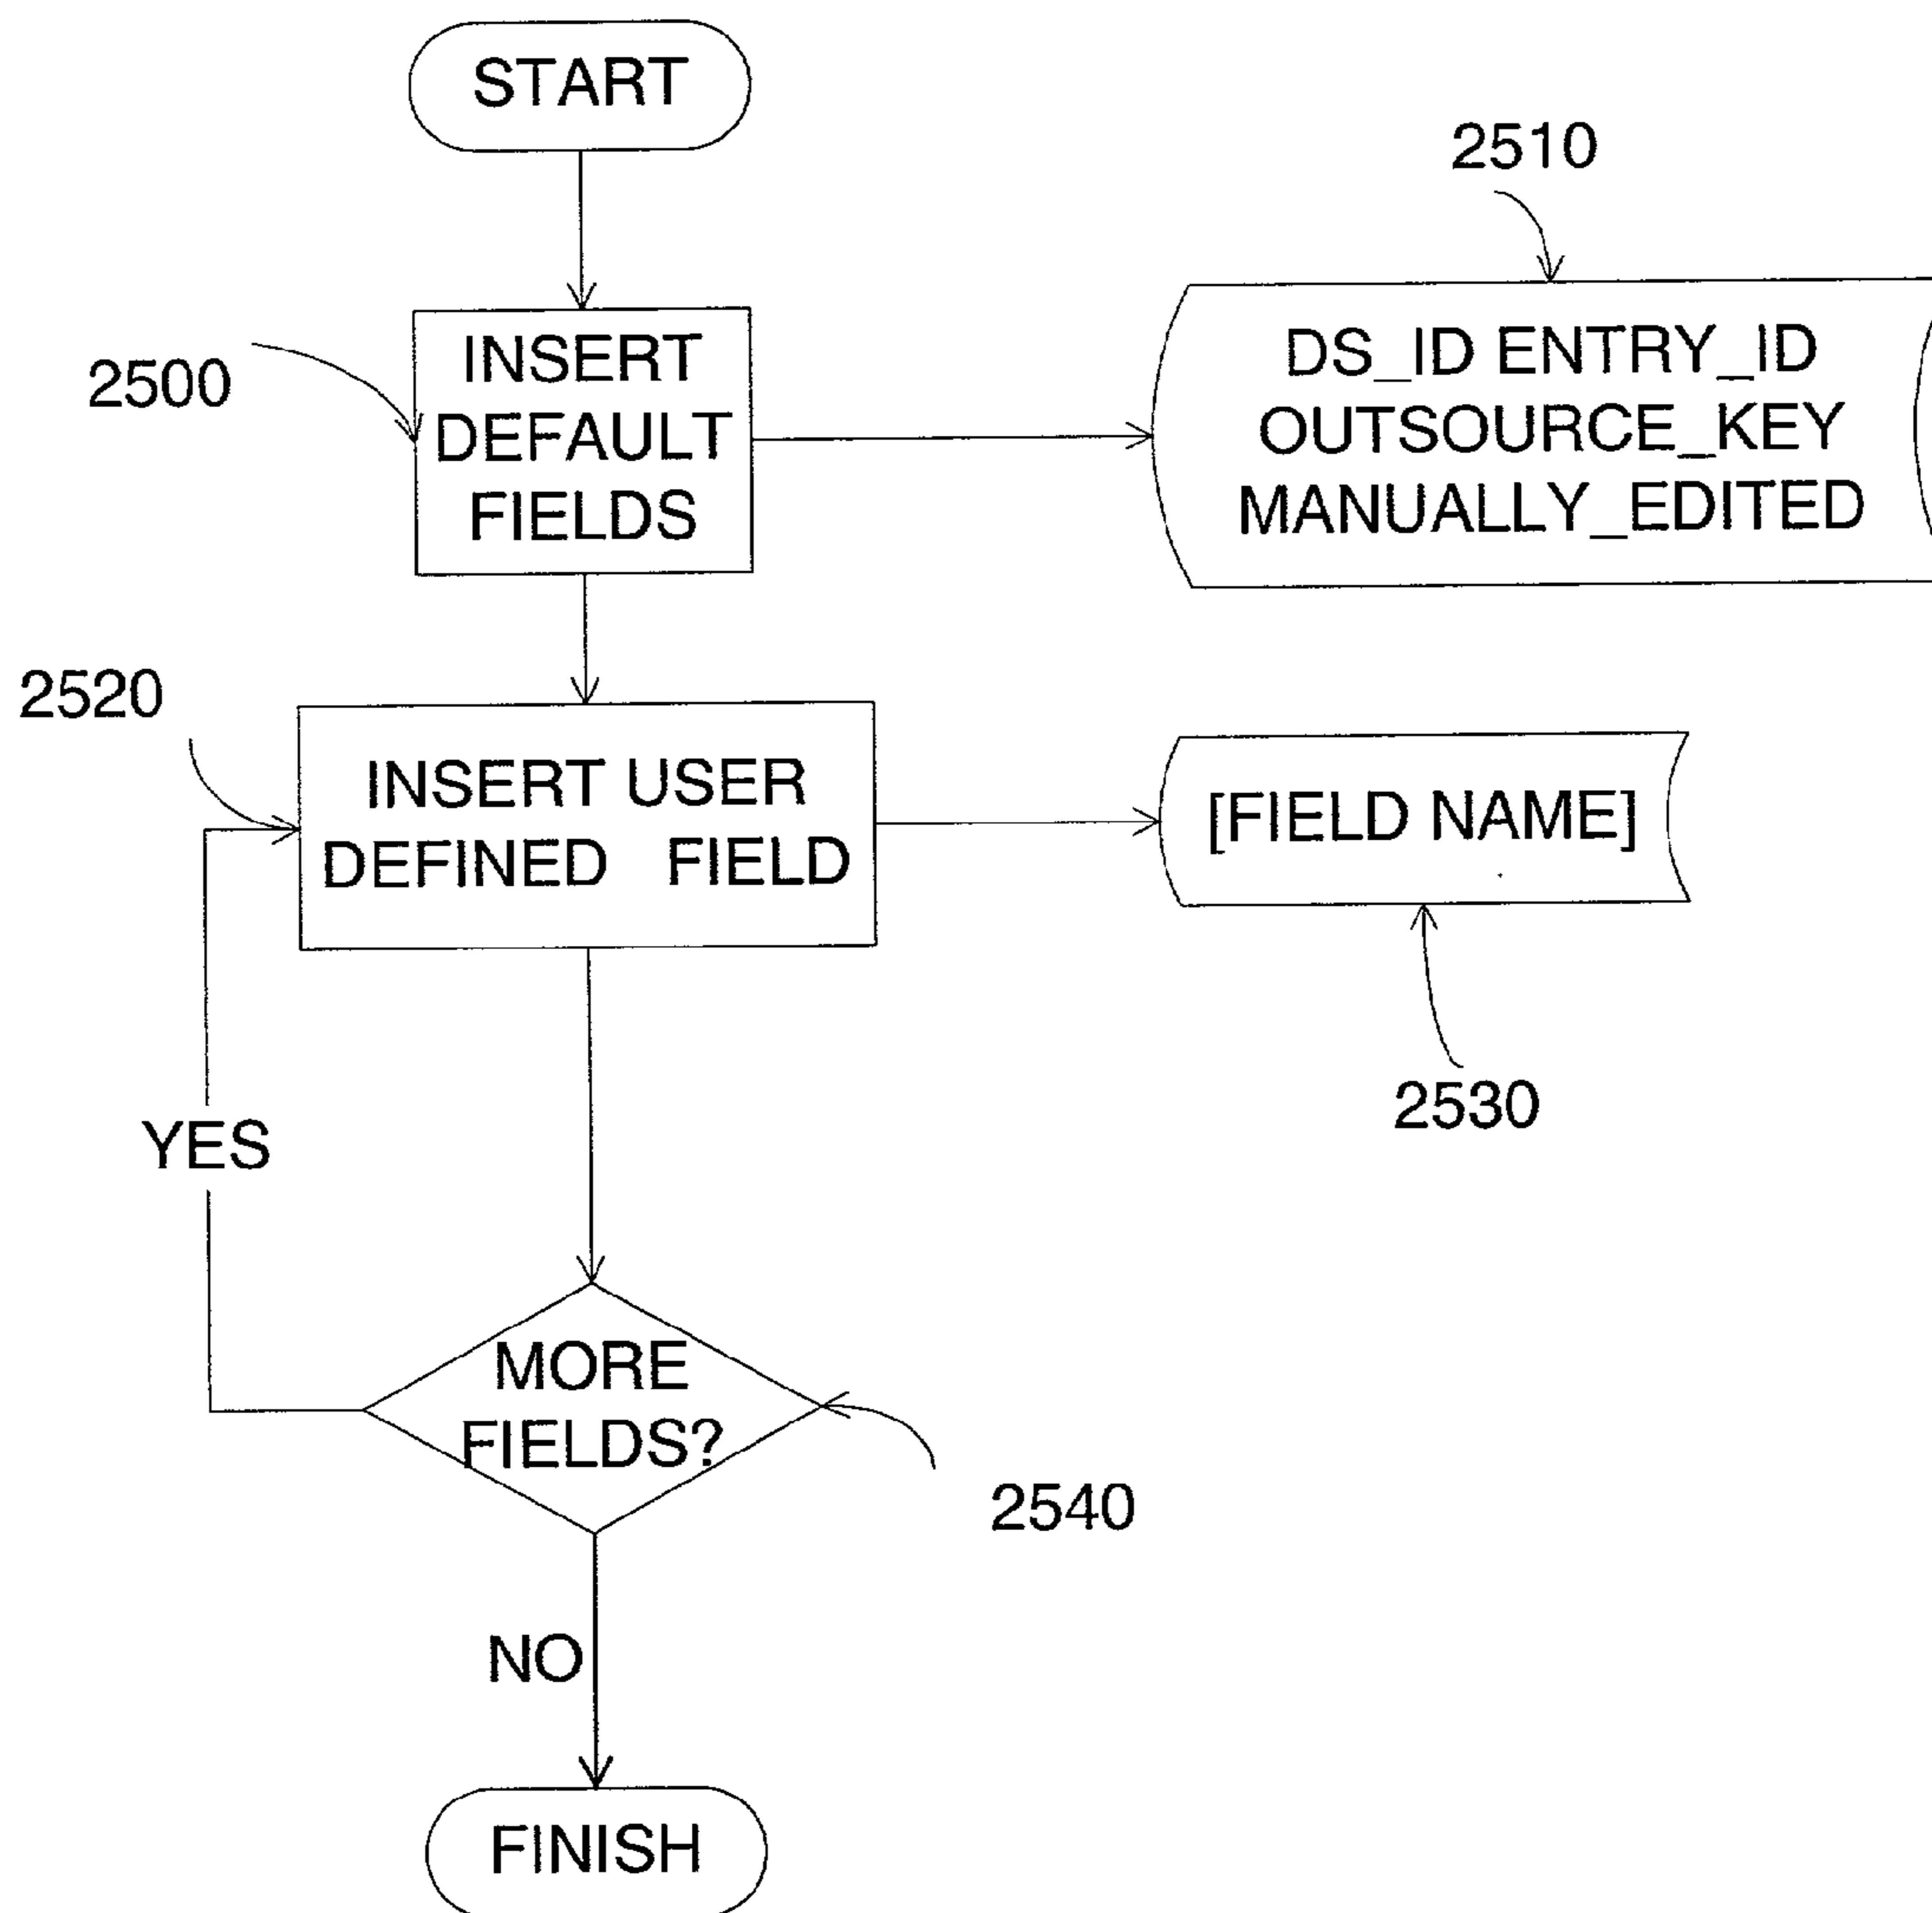 START
2510
INSERT
DEFAULT
FIELDS
2500
DS_ID ENTRY_ID
OUTSOURCE_KEY
MANUALLY_EDITED
2520
INSERT USER
DEFINED FIELD
[FIELD NAME]
2530
YES
MORE
FIELDS?
2540
NO
FINISH